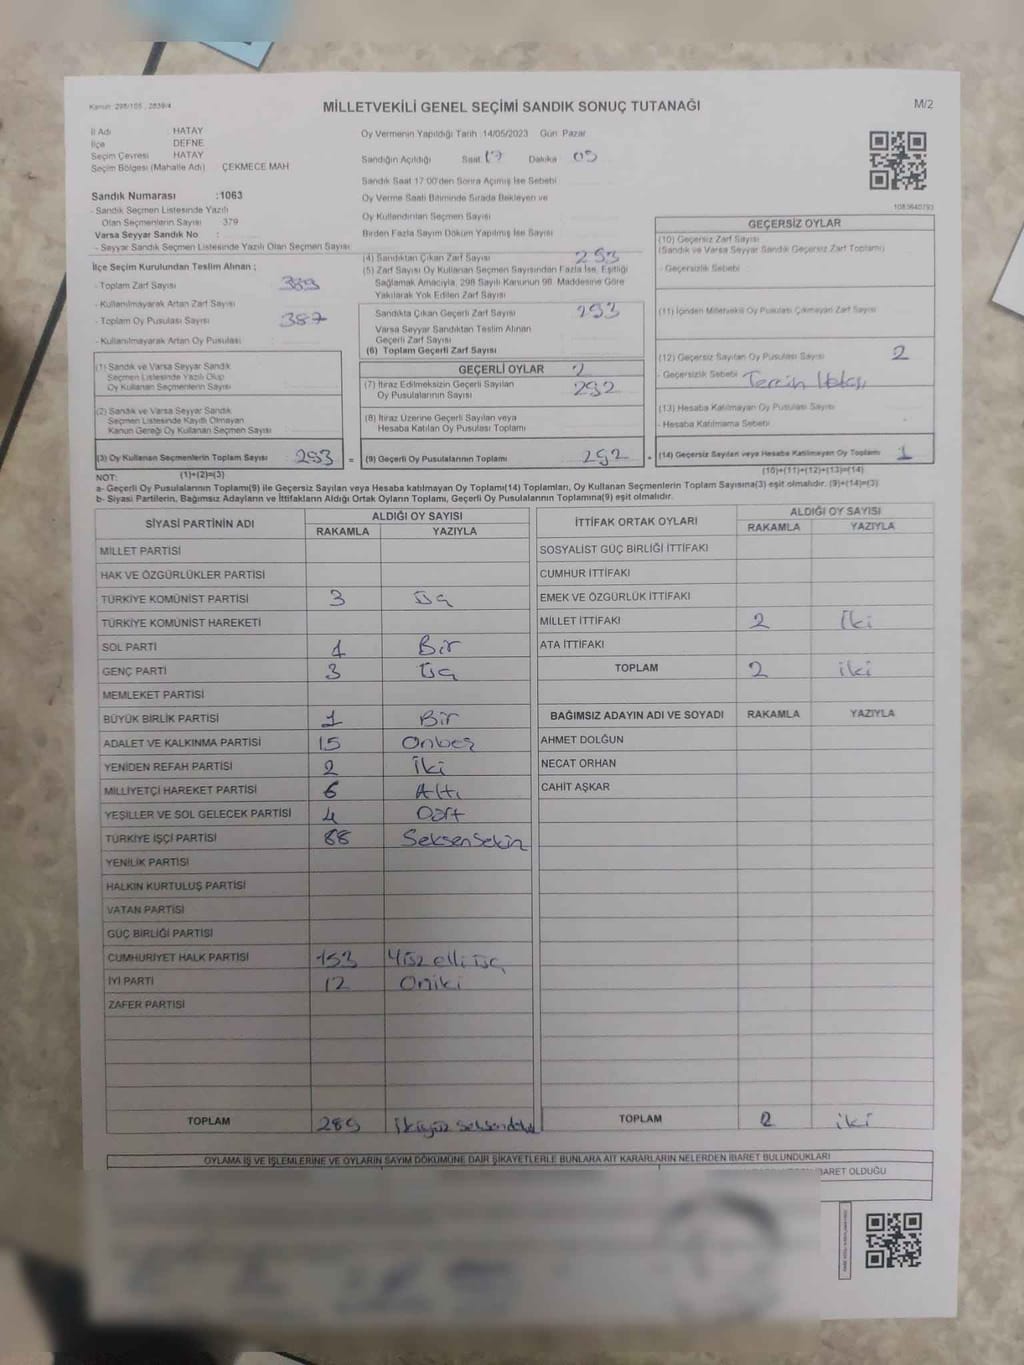 Kanun: 298/105 , 2839/4
MİLLETVEKİLİ GENEL SEÇİMİ SANDIK SONUÇ TUTANAĞI
M/2
İl Adı HATAY
İlçe DEFNE
Seçim Çevresi HATAY
Seçim Bölgesi (Mahalle Adı) ÇEKMECE MAH
Sandık Numarası :1063
- Sandık Seçmen Listesinde Yazılı
Olan Seçmenlerin Sayısı 379
Varsa Seyyar Sandık No :
- Seyyar Sandık Seçmen Listesinde Yazılı Olan Seçmen Sayısı
İlçe Seçim Kurulundan Teslim Alınan ;
- Toplam Zarf Sayısı
- Kullanılmayarak Artan Zarf Sayısı
- Toplam Oy Pusulası Sayısı 387
- Kullanılmayarak Artan Oy Pusulası
(1) Sandık ve Varsa Seyyar Sandık
Seçmen Listesinde Yazılı Olup
Oy Kullanan Seçmenlerin Sayısı
(2) Sandık ve Varsa Seyyar Sandık
Seçmen Listesinde Kayıtlı Olmayan
Kanun Gereği Oy Kullanan Seçmen Sayısı
(3) Oy Kullanan Seçmenlerin Toplam Sayısı 293 =
Oy Vermenin Yapıldığı Tarih 14/05/2023 Gün Pazar
Sandığın Açıldığı Saat 17 Dakika 05
Sandık Saat 17:00'den Sonra Açılmış İse Sebebi
Oy Verme Saati Bitiminde Sırada Bekleyen ve
Oy Kullandırılan Seçmen Sayısı
Birden Fazla Sayım Döküm Yapılmış İse Sayısı
(4) Sandıktan Çıkan Zarf Sayısı 293
(5) Zarf Sayısı Oy Kullanan Seçmen Sayısından Fazla İse, Eşitliği
Sağlamak Amacıyla, 298 Sayılı Kanunun 98. Maddesine Göre
Yakılarak Yok Edilen Zarf Sayısı
Sandıkta Çıkan Geçerli Zarf Sayısı 293
Varsa Seyyar Sandıktan Teslim Alınan
Geçerli Zarf Sayısı
(6) Toplam Geçerli Zarf Sayısı
GEÇERLİ OYLAR
(7) İtiraz Edilmeksizin Geçerli Sayılan
Oy Pusulalarının Sayısı 292
(8) İtiraz Üzerine Geçerli Sayılan veya
Hesaba Katılan Oy Pusulası Toplamı
(9) Geçerli Oy Pusulalarının Toplamı 292
1083640793
GEÇERSİZ OYLAR
(10) Geçersiz Zarf Sayısı
(Sandık ve Varsa Seyyar Sandık Geçersiz Zarf Toplamı)
- Geçersizlik Sebebi
(11) İçinden Milletvekili Oy Pusulası Çıkmayan Zarf Sayısı
(12) Geçersiz Sayılan Oy Pusulası Sayısı 2
- Geçersizlik Sebebi Tercih Hatası
(13) Hesaba Katılmayan Oy Pusulası Sayısı
- Hesaba Katılmama Sebebi
(14) Geçersiz Sayılan veya Hesaba Katılmayan Oy Toplamı 1
NOT: (1)+(2)=(3)
(10)+(11)+(12)+(13)=(14)
a- Geçerli Oy Pusulalarının Toplamı(9) ile Geçersiz Sayılan veya Hesaba katılmayan Oy Toplamı(14) Toplamları, Oy Kullanan Seçmenlerin Toplam Sayısına(3) eşit olmalıdır. (9)+(14)=(3)
b- Siyasi Partilerin, Bağımsız Adayların ve İttifakların Aldığı Ortak Oyların Toplamı, Geçerli Oy Pusulalarının Toplamına(9) eşit olmalıdır.
SİYASİ PARTİNİN ADI
ALDIĞI OY SAYISI
RAKAMLA YAZIYLA
MİLLET PARTİSİ
HAK VE ÖZGÜRLÜKLER PARTİSİ
TÜRKİYE KOMÜNİST PARTİSİ 3 Üç
TÜRKİYE KOMÜNİST HAREKETİ
SOL PARTİ 1 Bir
GENÇ PARTİ 3 Üç
MEMLEKET PARTİSİ
BÜYÜK BİRLİK PARTİSİ 1 Bir
ADALET VE KALKINMA PARTİSİ 15 Onbeş
YENİDEN REFAH PARTİSİ 2 İki
MİLLİYETÇİ HAREKET PARTİSİ 6 Altı
YEŞİLLER VE SOL GELECEK PARTİSİ 4 Dört
TÜRKİYE İŞÇİ PARTİSİ 88 Seksensekiz
YENİLİK PARTİSİ
HALKIN KURTULUŞ PARTİSİ
VATAN PARTİSİ
GÜÇ BİRLİĞİ PARTİSİ
CUMHURİYET HALK PARTİSİ 153 Yüz elli üç
İYİ PARTİ 12 Oniki
ZAFER PARTİSİ
TOPLAM 289 İkiyüz seksendokuz
İTTİFAK ORTAK OYLARI
ALDIĞI OY SAYISI
RAKAMLA YAZIYLA
SOSYALİST GÜÇ BİRLİĞİ İTTİFAKI
CUMHUR İTTİFAKI
EMEK VE ÖZGÜRLÜK İTTİFAKI
MİLLET İTTİFAKI 2 İki
ATA İTTİFAKI
TOPLAM 2 iki
BAĞIMSIZ ADAYIN ADI VE SOYADI RAKAMLA YAZIYLA
AHMET DOLĞUN
NECAT ORHAN
CAHİT AŞKAR
TOPLAM 2 iki
OYLAMA İŞ VE İŞLEMLERİNE VE OYLARIN SAYIM DÖKÜMÜNE DAİR ŞİKAYETLERLE BUNLARA AİT KARARLARIN NELERDEN İBARET BULUNDUKLARI
BARET OLDUĞU